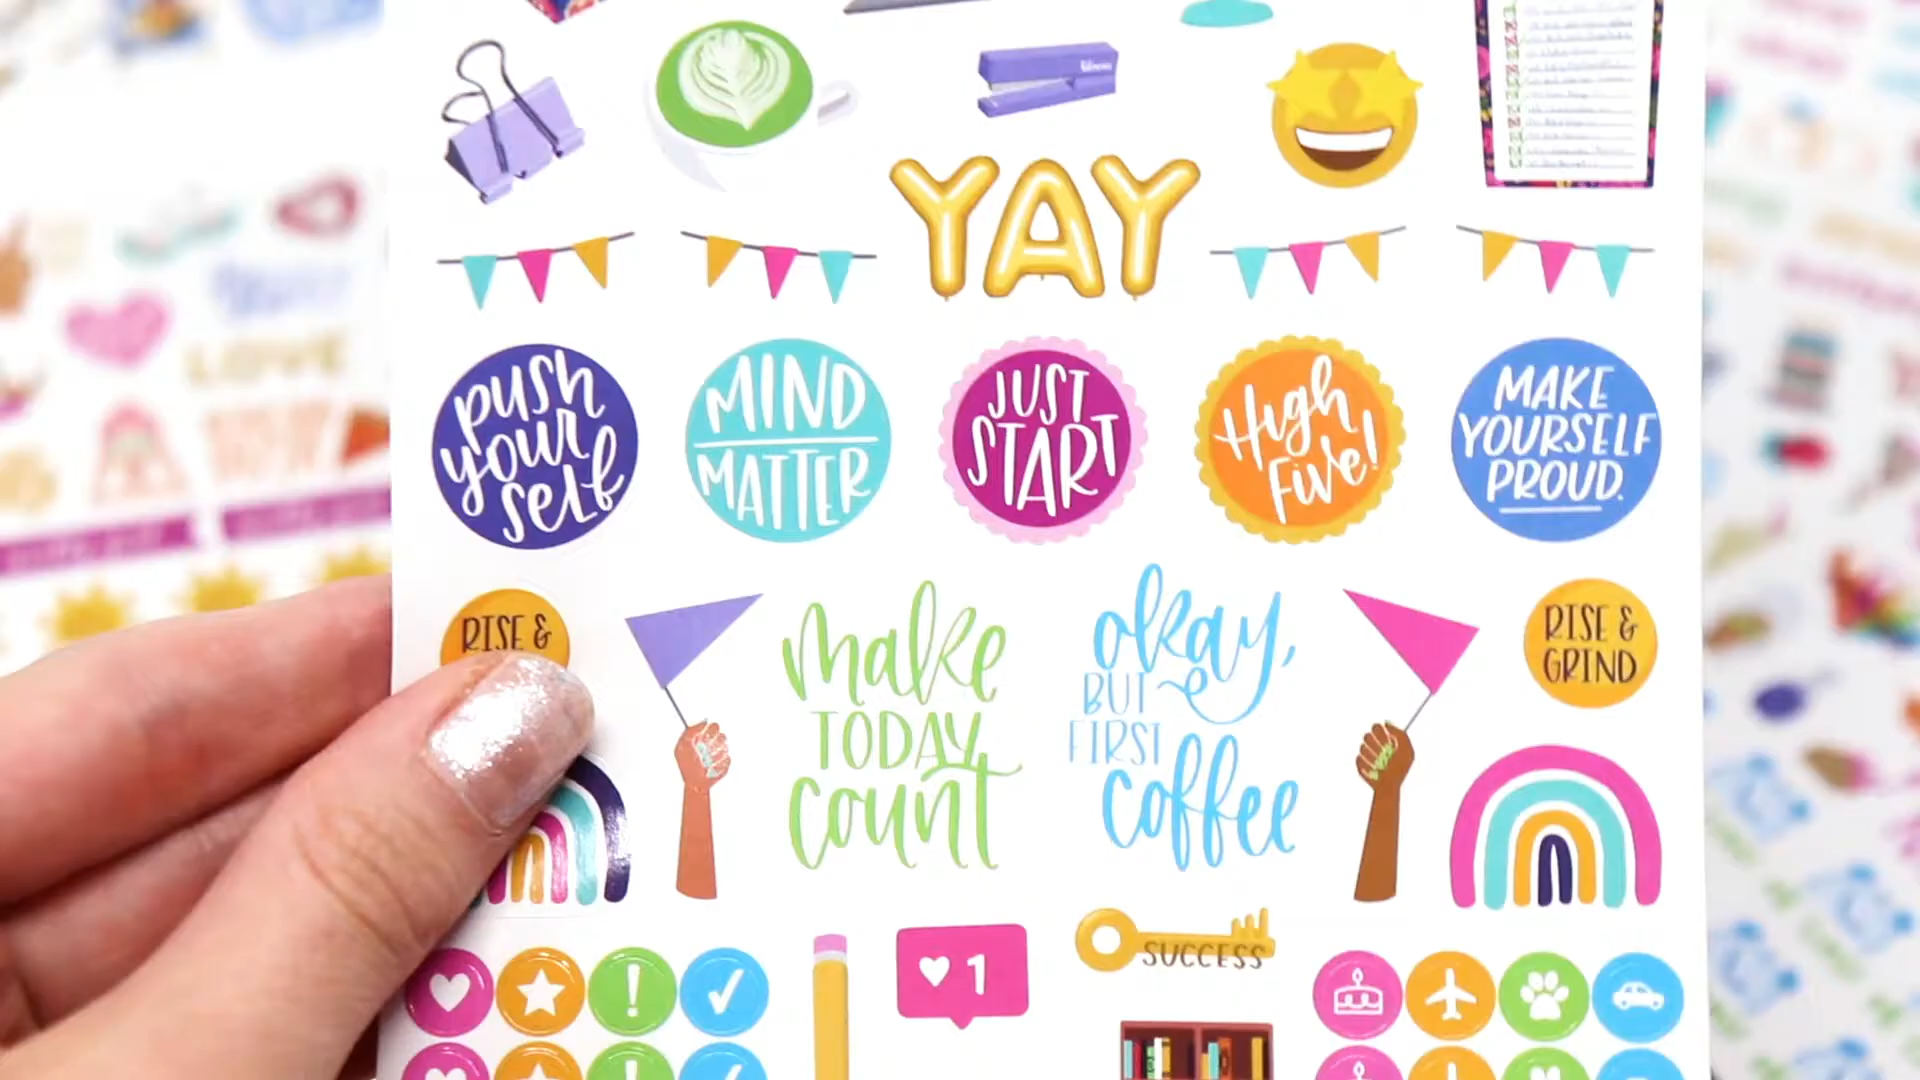 YAY
push
your
self
MIND
MATTER
JUST
START
High
Five!
MAKE
YOURSELF
PROUD.
RISE &
make
TODAY
count
okay,
BUT
FIRST
coffee
RISE &
GRIND
1
SUCCESS